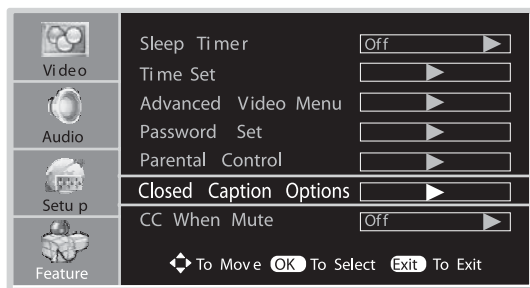 Video
Audio
Setup
Feature
Sleep Timer Off
Time Set
Advanced Video Menu
Password Set
Parental Control
Closed Caption Options
CC When Mute Off
To Move OK To Select Exit To Exit